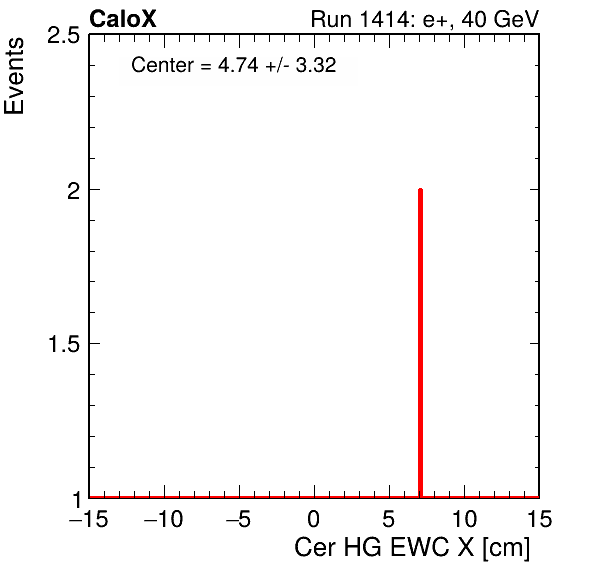 CaloX Run 1414: e+, 40 GeV
Events
Center = 4.74 +/- 3.32
2.5
2
1.5
1
−15 −10 −5 0 5 10 15
Cer HG EWC X [cm]